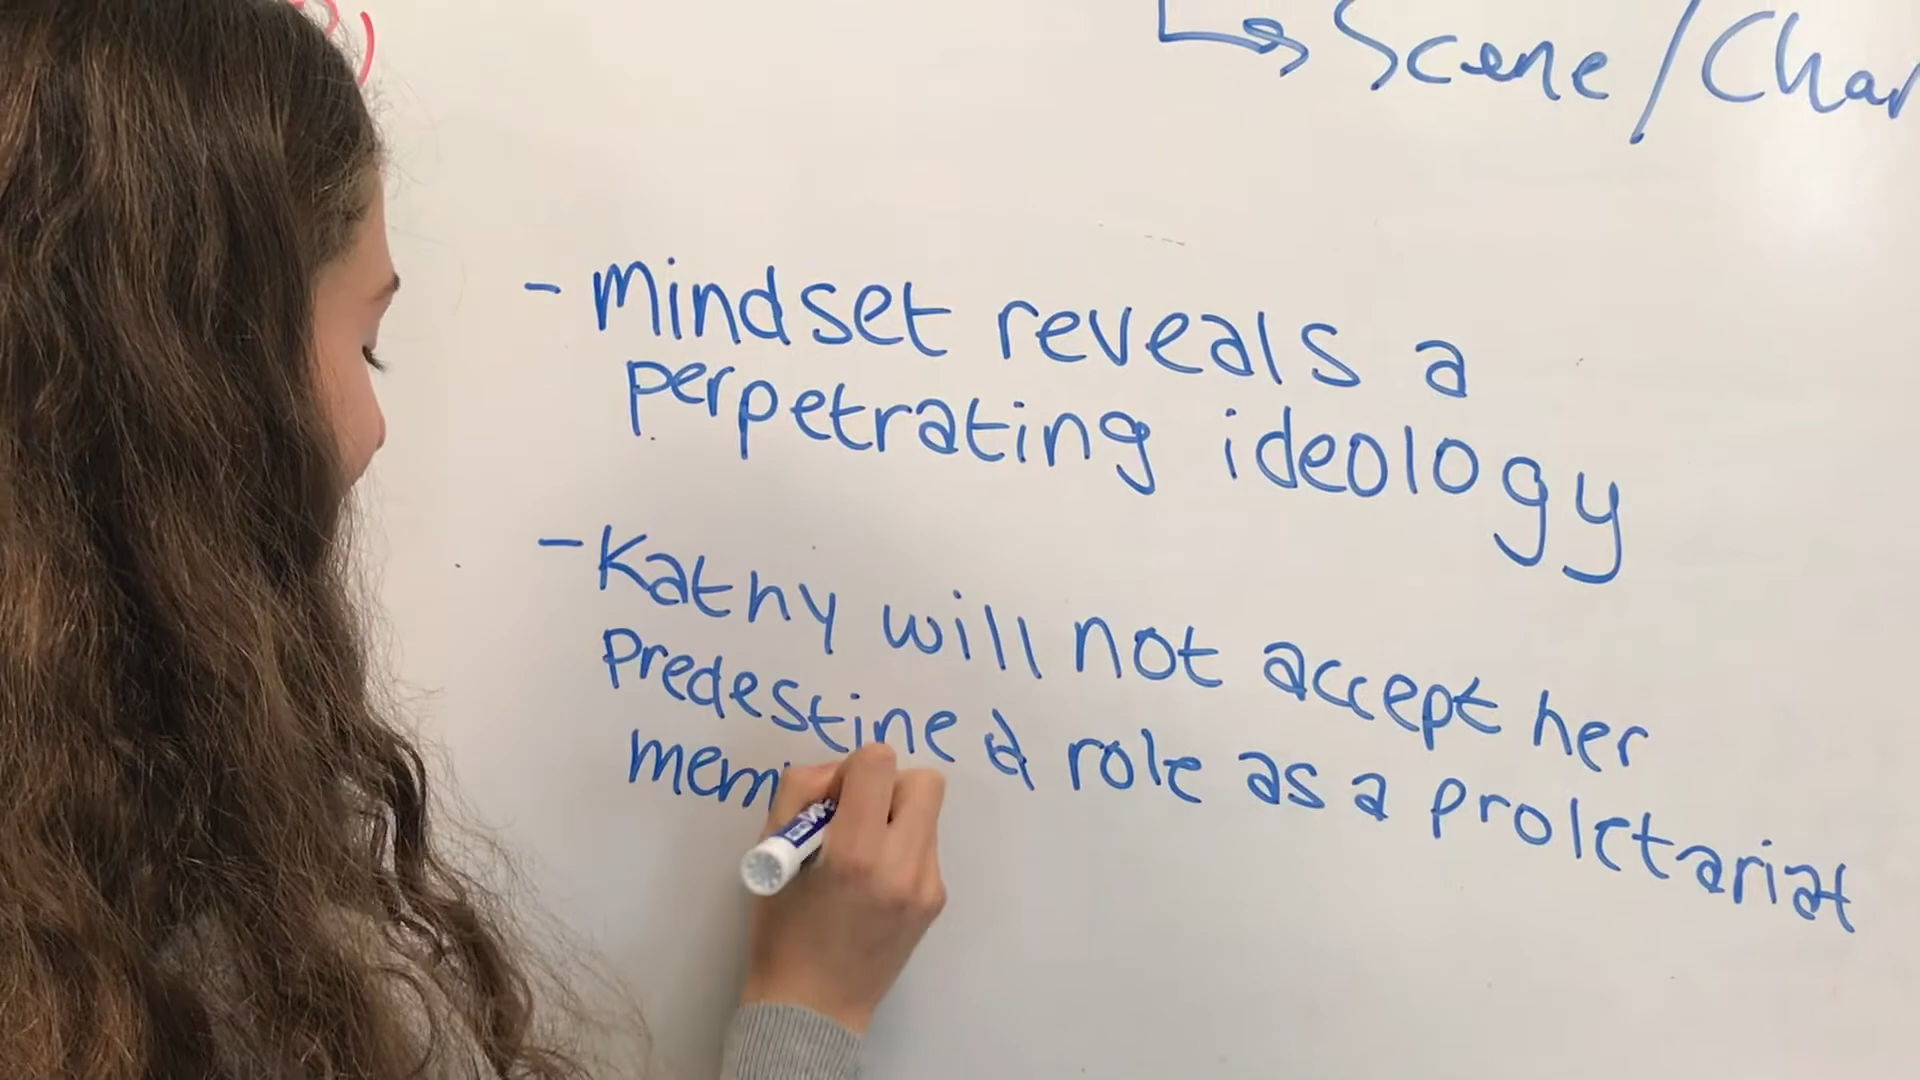 Scene/Char
- Mindset reveals a
perpetrating ideology
- Kathy will not accept her
predestined role as a proletariat
mem